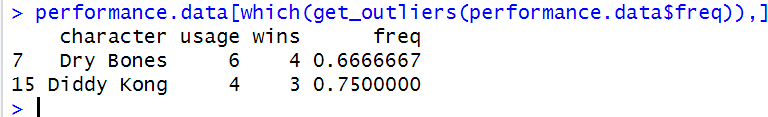 > performance.data[which(get_outliers(performance.data$freq)),]
character usage wins freq
7 Dry Bones 6 4 0.6666667
15 Diddy Kong 4 3 0.7500000
>